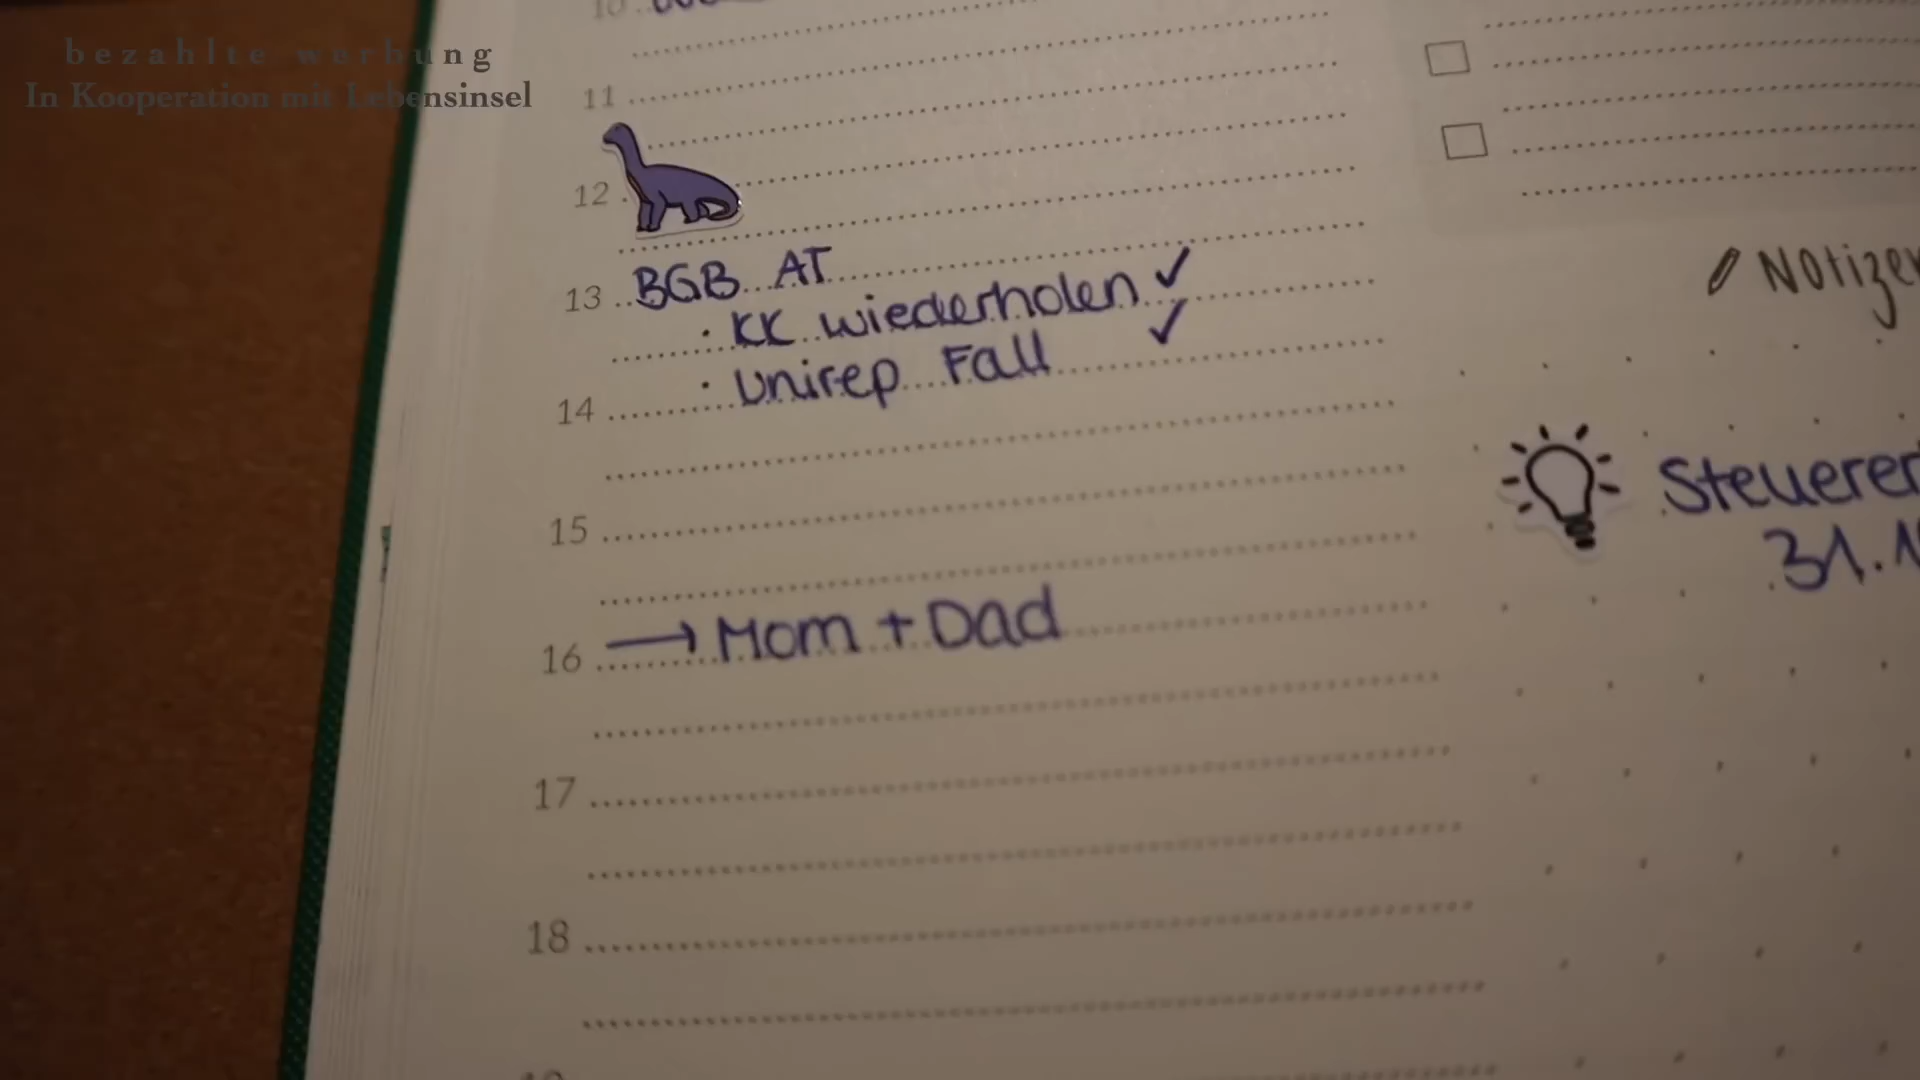 bezahlte werbung
In Kooperation mit Lebensinsel
10
11
12
13 BGB AT
· KK wiederholen ✓
· Unirep Fall ✓
14
15
16 → Mom + Dad
17
18
Notizen
31.